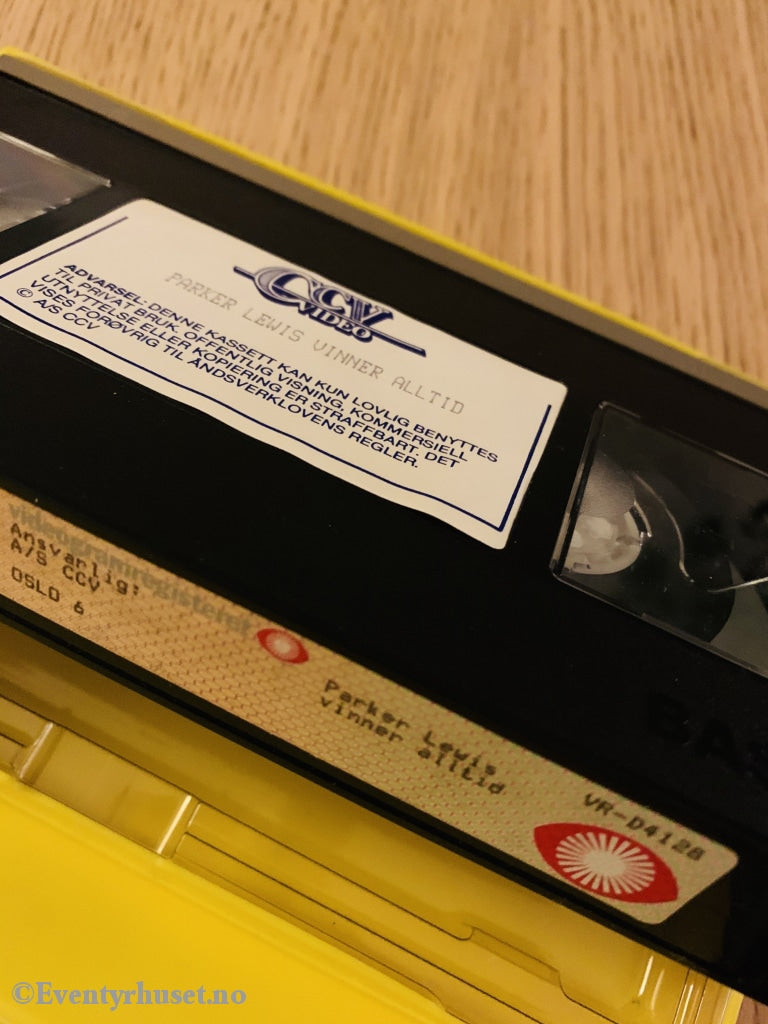 CCV
VIDEO
PARKER LEWIS VINNER ALLTID
ADVARSEL: DENNE KASSETT KAN KUN LOVLIG BENYTTES
TIL PRIVAT BRUK. OFFENTLIG VISNING, KOMMERSIELL
UTNYTTELSE ELLER KOPIERING ER STRAFFBART. DET
VISES FORØVRIG TIL ÅNDSVERKLOVENS REGLER.
© A/S CCV
videogramregisteret
Ansvarlig:
A/S CCV
OSLO 6
Parker Lewis
vinner alltid
VR-D4128
BAS
©Eventyrhuset.no